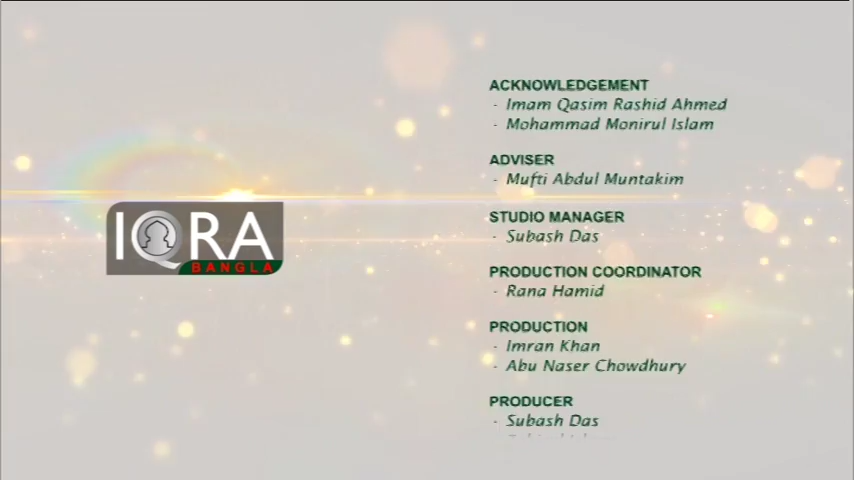 IQRA
BANGLA
ACKNOWLEDGEMENT
- Imam Qasim Rashid Ahmed
- Mohammad Monirul Islam
ADVISER
- Mufti Abdul Muntakim
STUDIO MANAGER
- Subash Das
PRODUCTION COORDINATOR
- Rana Hamid
PRODUCTION
- Imran Khan
- Abu Naser Chowdhury
PRODUCER
- Subash Das